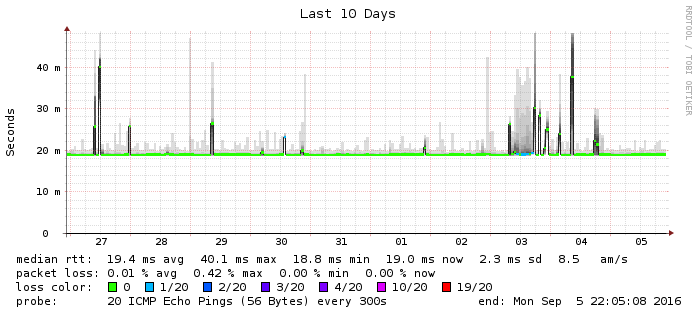 Last 10 Days
RRDTOOL / TOBI OETIKER
Seconds
40 m
30 m
20 m
10 m
0
27 28 29 30 31 01 02 03 04 05
median rtt: 19.4 ms avg 40.1 ms max 18.8 ms min 19.0 ms now 2.3 ms sd 8.5 am/s
packet loss: 0.01 % avg 0.42 % max 0.00 % min 0.00 % now
loss color: 0 1/20 2/20 3/20 4/20 10/20 19/20
probe: 20 ICMP Echo Pings (56 Bytes) every 300s end: Mon Sep 5 22:05:08 2016